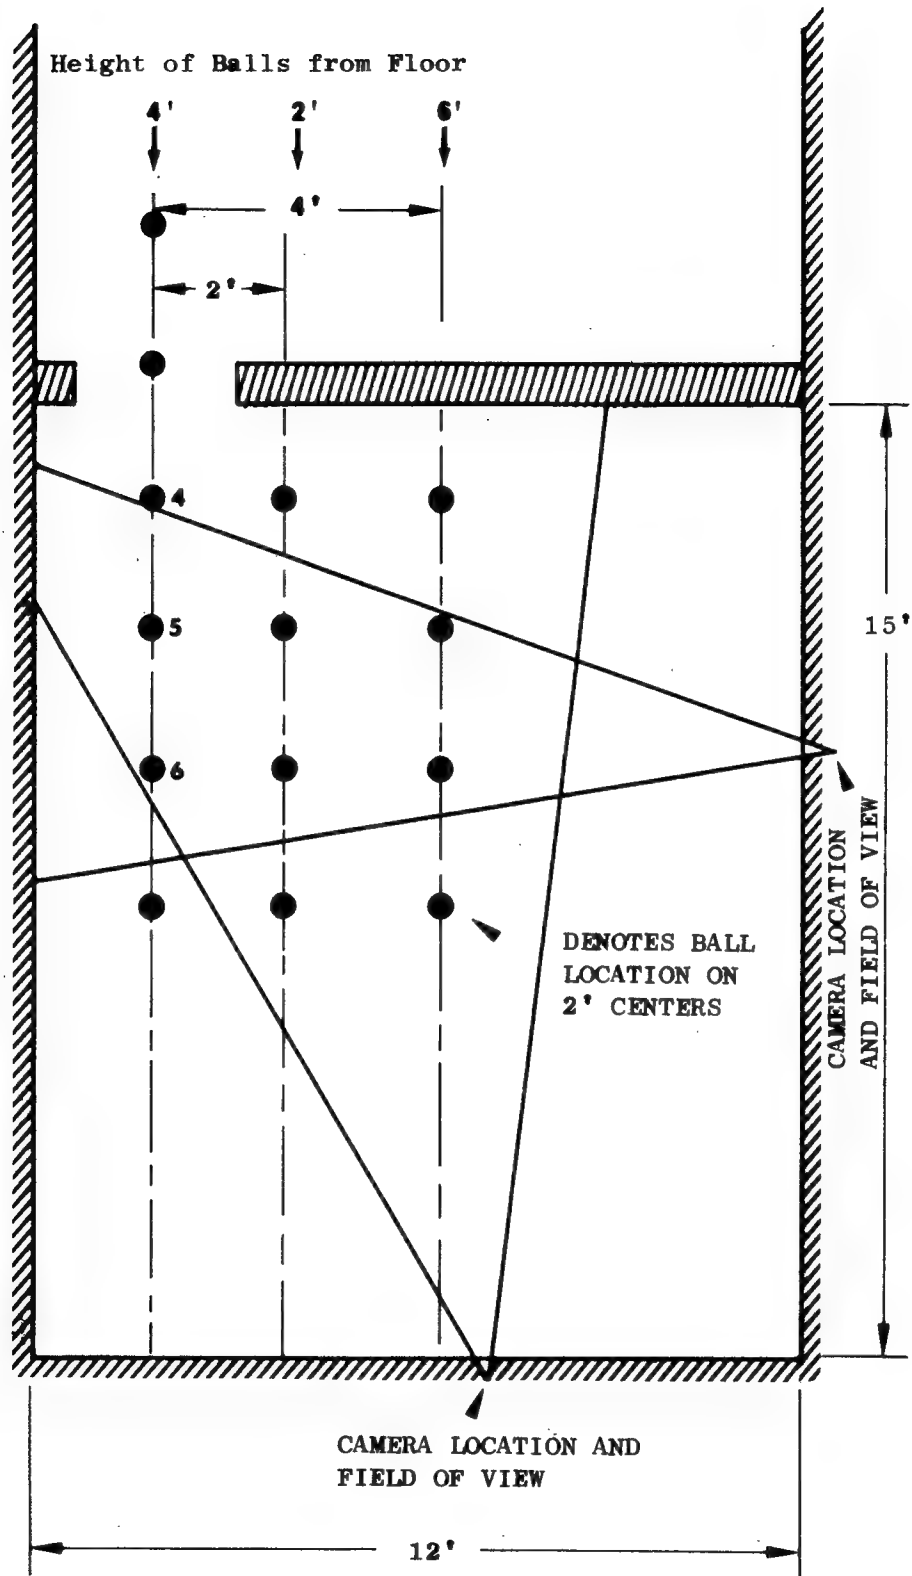 Height of Balls from Floor
4' 2' 6'
4'
2'
4
5
15'
6
CAMERA LOCATION
AND FIELD OF VIEW
DENOTES BALL
LOCATION ON
2' CENTERS
CAMERA LOCATION AND
FIELD OF VIEW
12'